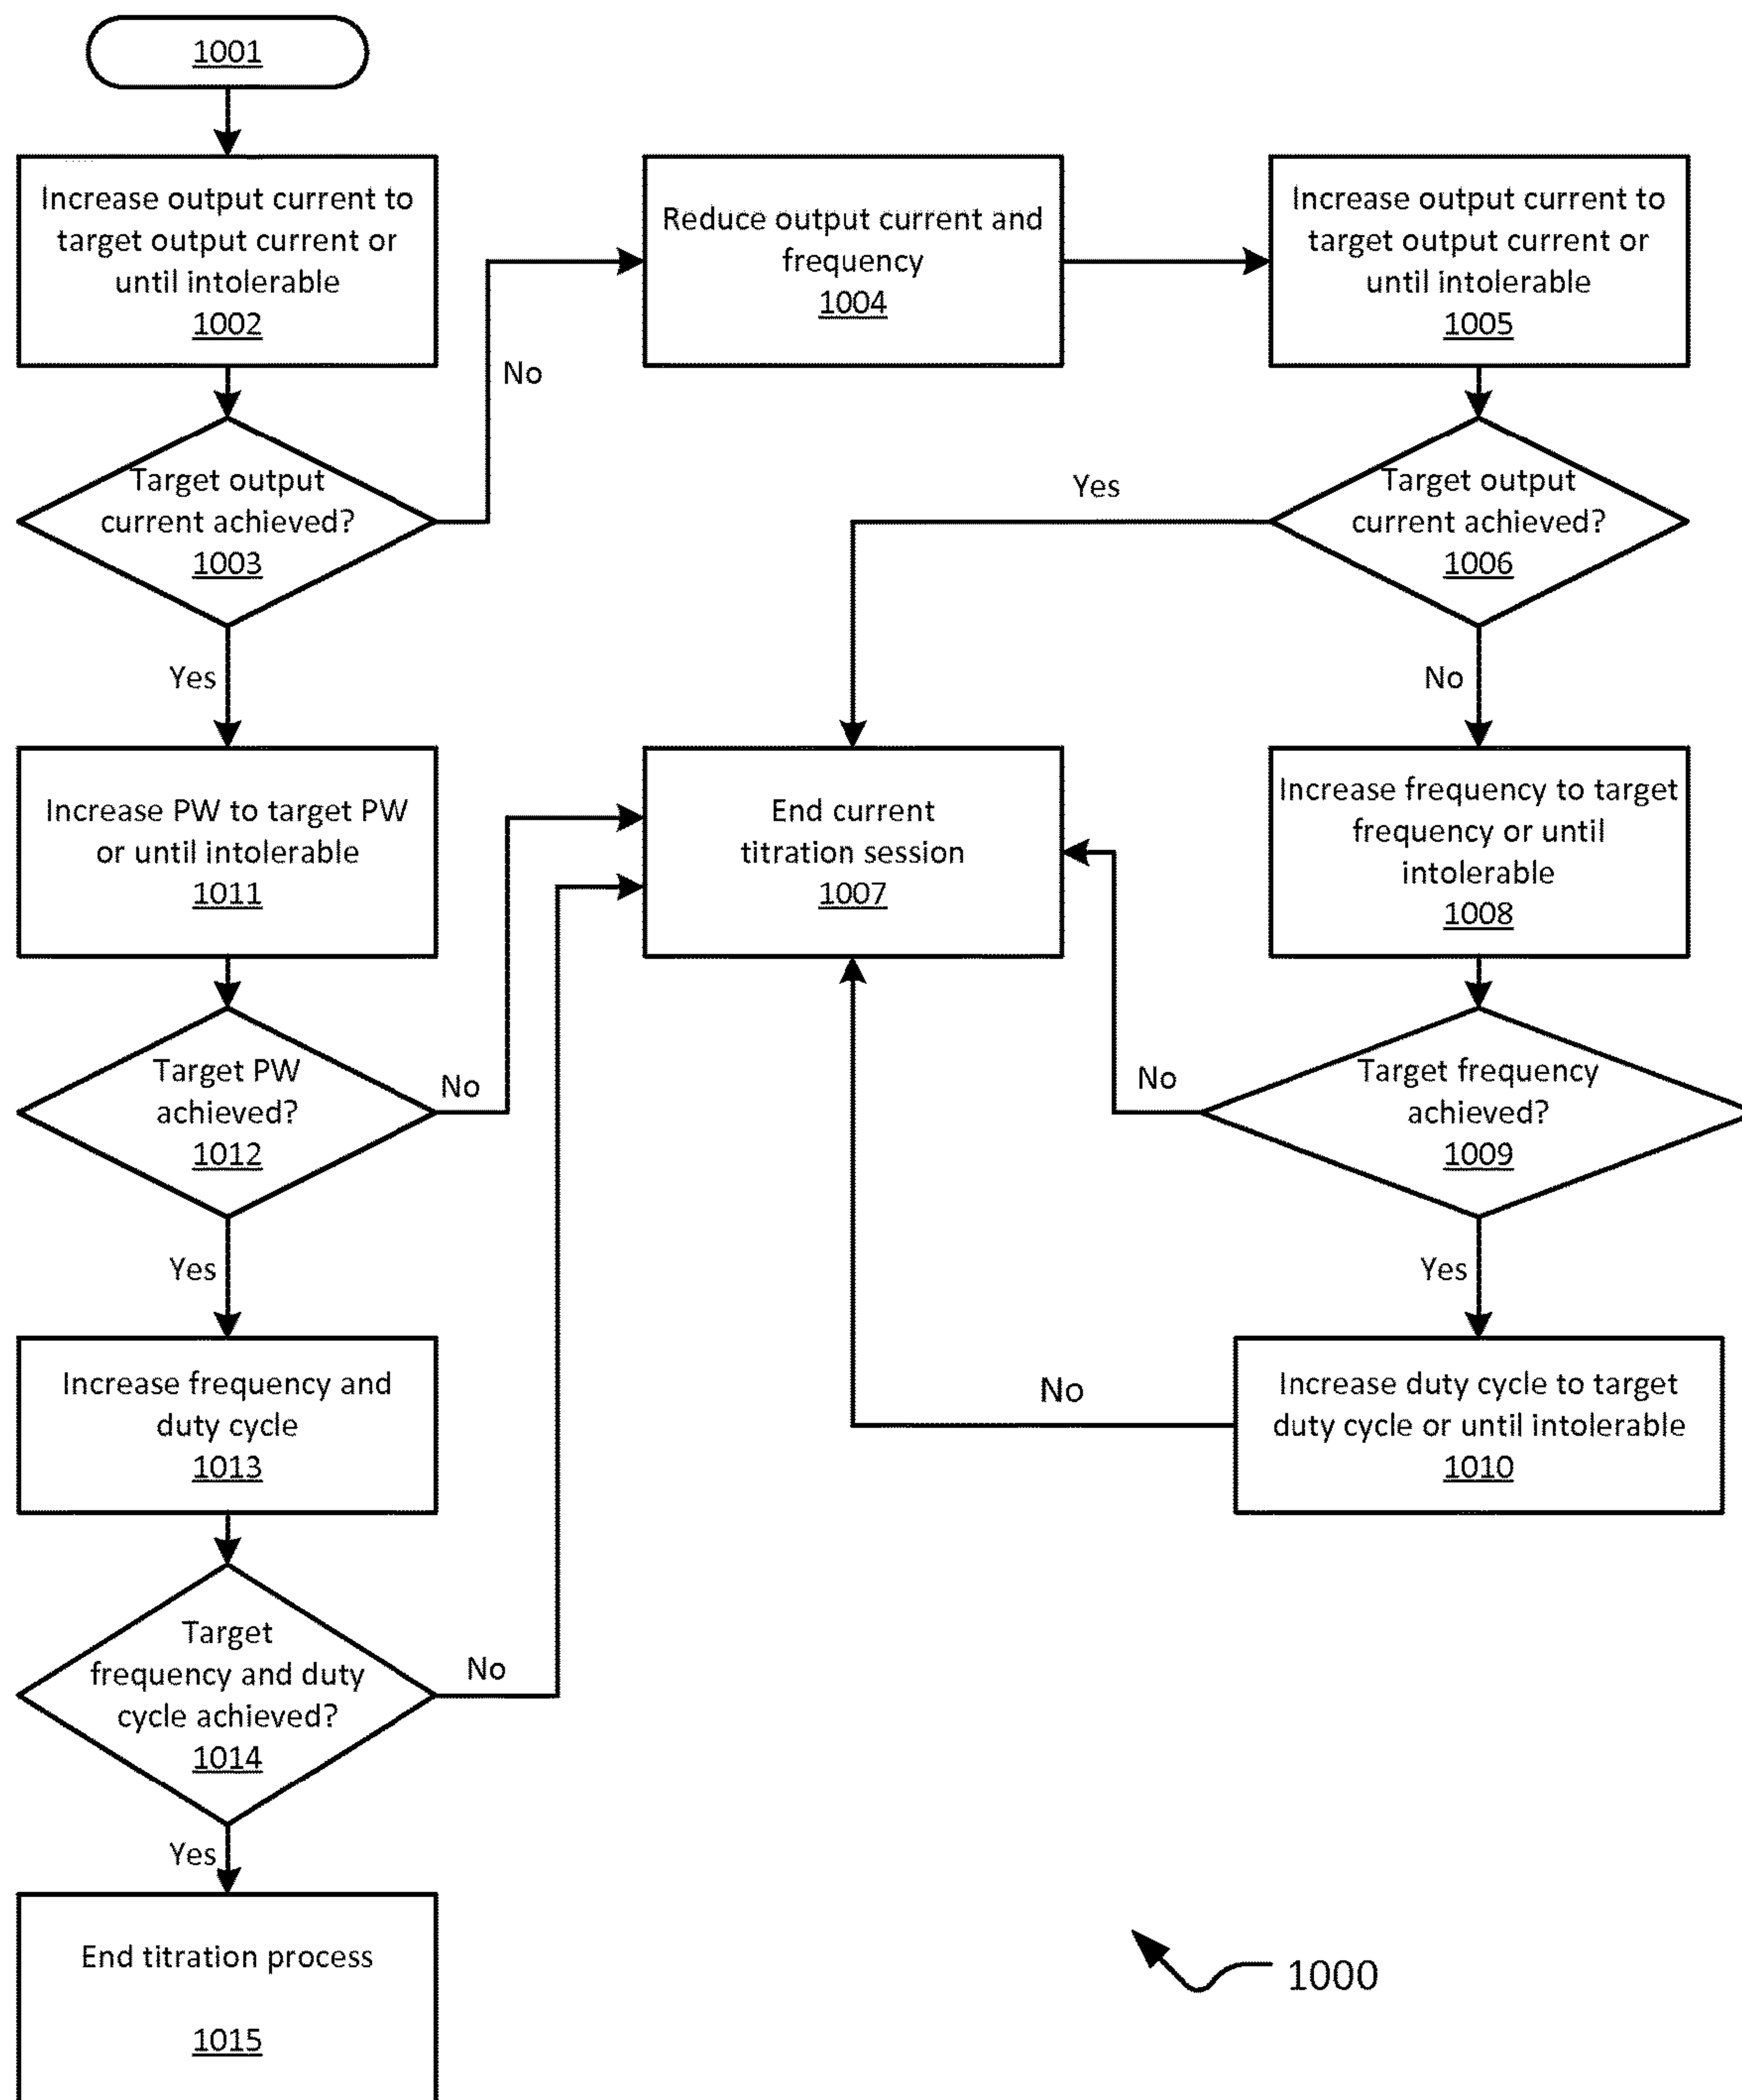 1001
Increase output current to
target output current or
until intolerable
1002
Reduce output current and
frequency
1004
Increase output current to
target output current or
until intolerable
1005
No
Target output
current achieved?
1003
Yes
Target output
current achieved?
1006
Yes
No
Increase PW to target PW
or until intolerable
1011
End current
titration session
1007
Increase frequency to target
frequency or until
intolerable
1008
Target PW
achieved?
1012
No
No
Target frequency
achieved?
1009
Yes
Yes
Increase frequency and
duty cycle
1013
No
Increase duty cycle to target
duty cycle or until intolerable
1010
Target
frequency and duty
cycle achieved?
1014
No
Yes
End titration process
1015
1000